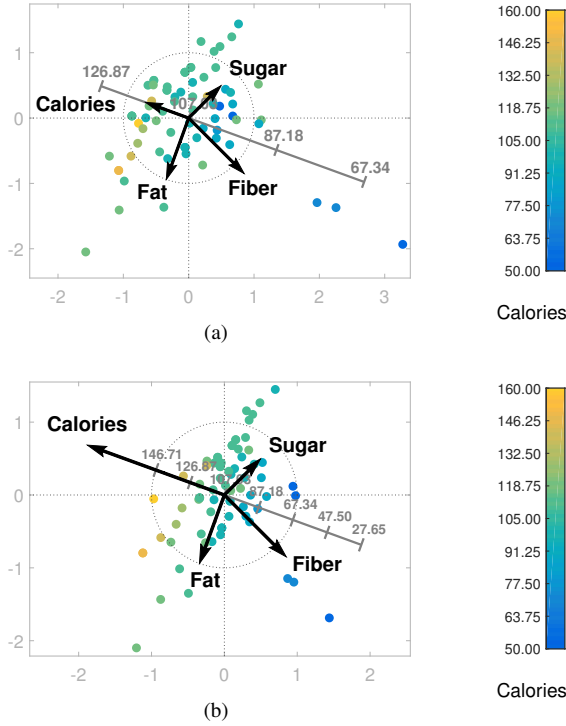 160.00
1
126.87
Sugar
146.25
132.50
Calories
118.75
0
105.00
87.18
91.25
67.34
-1
Fat
Fiber
77.50
63.75
-2
50.00
-2 -1 0 1 2 3
Calories
(a)
160.00
1
Calories
146.25
Sugar
146.71
132.50
126.87
118.75
87.18
0
67.34
105.00
47.50
91.25
27.65
-1
Fat
Fiber
77.50
63.75
-2
50.00
-2 -1 0 1 2
Calories
(b)